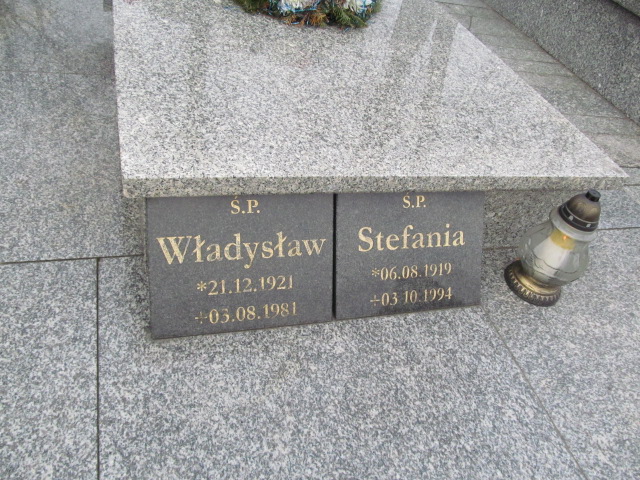 Ś.P.
Władysław
*21.12.1921
÷03.08.1981
Ś.P.
Stefania
*06.08.1919
÷03.10.1994